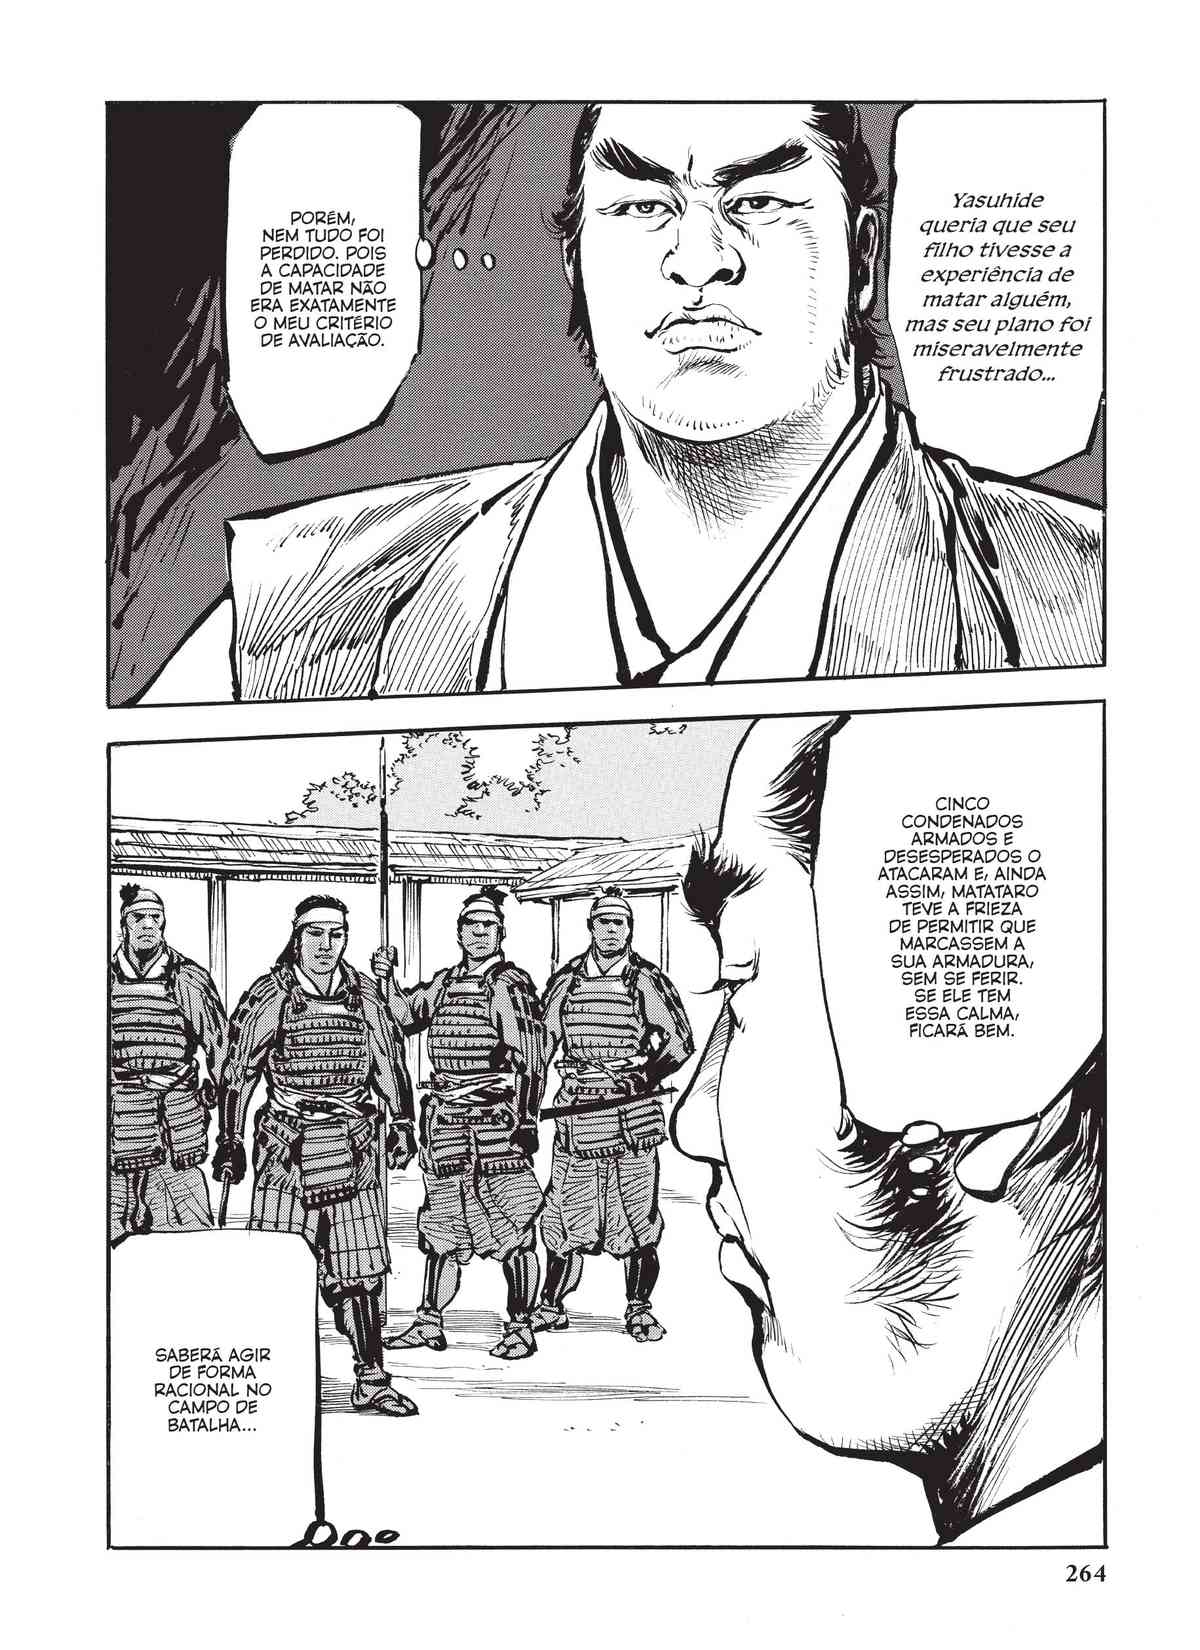 Yasuhide
queria que seu
filho tivesse a
experiência de
matar alguém,
mas seu plano foi
miseravelmente
frustrado...
PORÉM,
NEM TUDO FOI
PERDIDO. POIS
A CAPACIDADE
DE MATAR NÃO
ERA EXATAMENTE
O MEU CRITÉRIO
DE AVALIAÇÃO.
CINCO
CONDENADOS
ARMADOS E
DESESPERADOS O
ATACARAM E, AINDA
ASSIM, MATATARO
TEVE A FRIEZA
DE PERMITIR QUE
MARCASSEM A
SUA ARMADURA,
SEM SE FERIR.
SE ELE TEM
ESSA CALMA,
FICARÁ BEM.
SABERÁ AGIR
DE FORMA
RACIONAL NO
CAMPO DE
BATALHA...
264